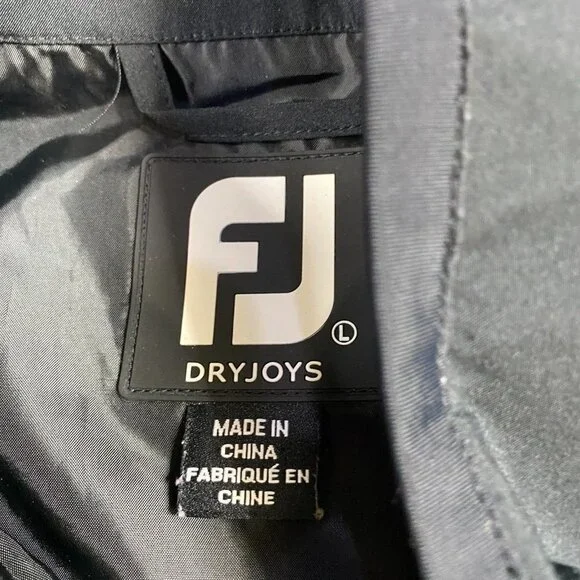 FJ
L
DRYJOYS
MADE IN
CHINA
FABRIQUÉ EN
CHINE